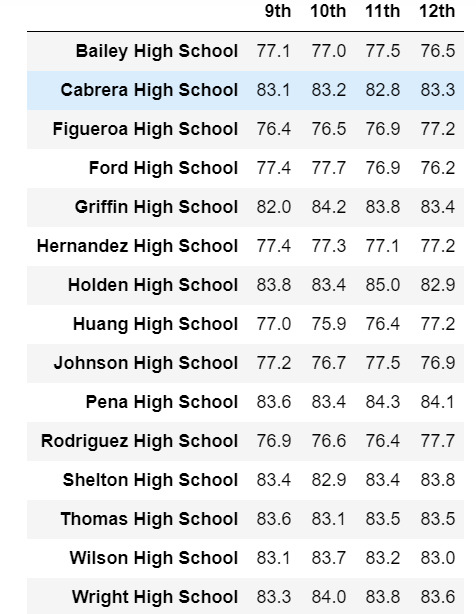 9th 10th 11th 12th
Bailey High School 77.1 77.0 77.5 76.5
Cabrera High School 83.1 83.2 82.8 83.3
Figueroa High School 76.4 76.5 76.9 77.2
Ford High School 77.4 77.7 76.9 76.2
Griffin High School 82.0 84.2 83.8 83.4
Hernandez High School 77.4 77.3 77.1 77.2
Holden High School 83.8 83.4 85.0 82.9
Huang High School 77.0 75.9 76.4 77.2
Johnson High School 77.2 76.7 77.5 76.9
Pena High School 83.6 83.4 84.3 84.1
Rodriguez High School 76.9 76.6 76.4 77.7
Shelton High School 83.4 82.9 83.4 83.8
Thomas High School 83.6 83.1 83.5 83.5
Wilson High School 83.1 83.7 83.2 83.0
Wright High School 83.3 84.0 83.8 83.6